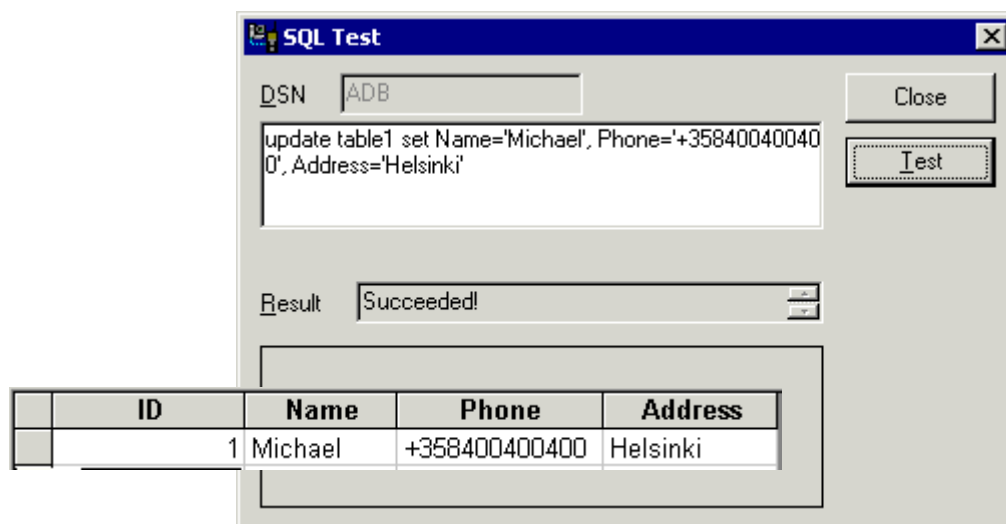 SQL Test
DSN ADB
Close
update table1 set Name='Michael', Phone='+35840040040
0', Address='Helsinki'
Test
Result Succeeded!
ID Name Phone Address
1 Michael +358400400400 Helsinki